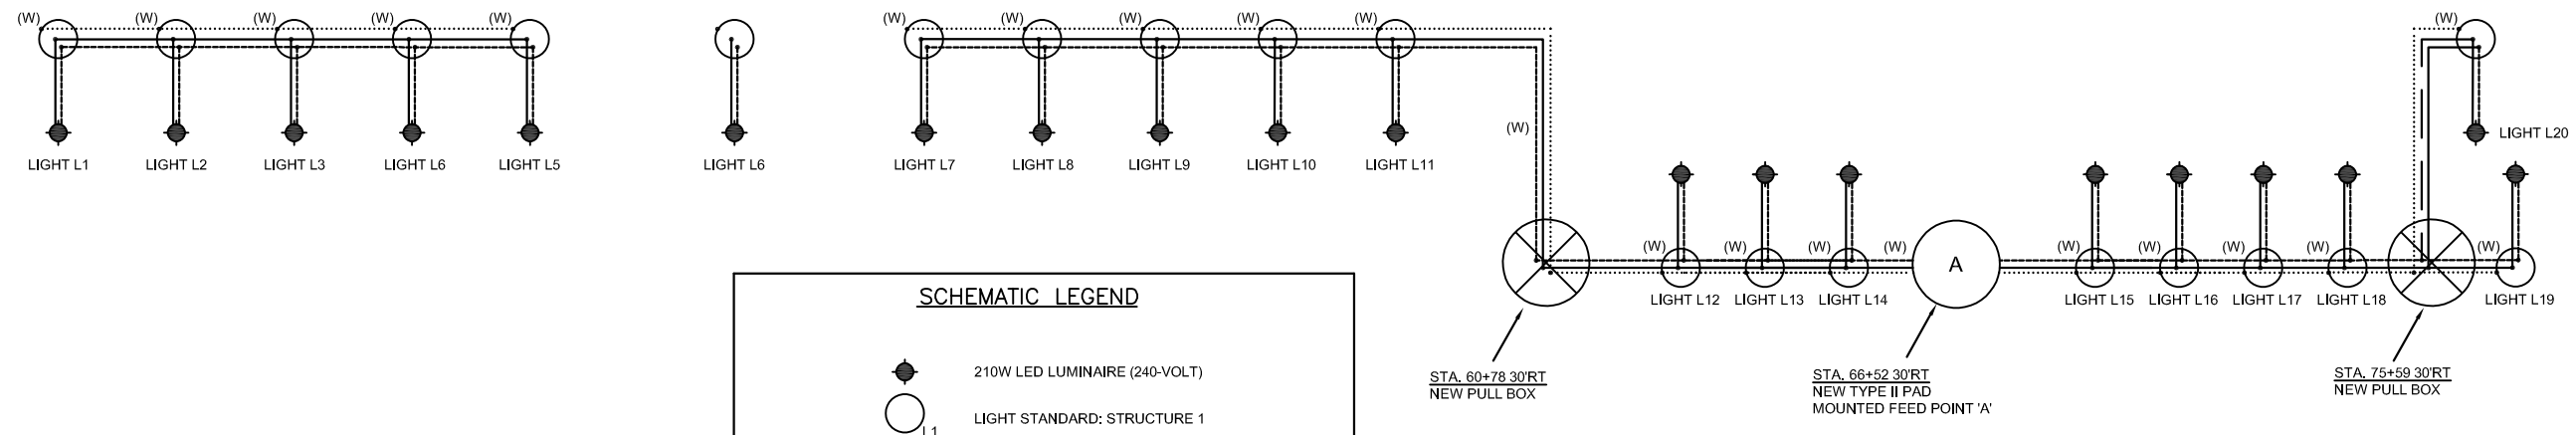 (W) (W) (W) (W) (W) (W) (W) (W) (W) (W) (W)
LIGHT L1 LIGHT L2 LIGHT L3 LIGHT L6 LIGHT L5 LIGHT L6 LIGHT L7 LIGHT L8 LIGHT L9 LIGHT L10 LIGHT L11
(W)
LIGHT L20
(W) (W) (W) (W) (W) (W) (W) (W) (W)
A
LIGHT L12 LIGHT L13 LIGHT L14 LIGHT L15 LIGHT L16 LIGHT L17 LIGHT L18 LIGHT L19
STA. 60+78 30'RT
NEW PULL BOX
STA. 66+52 30'RT
NEW TYPE II PAD
MOUNTED FEED POINT 'A'
STA. 75+59 30'RT
NEW PULL BOX
SCHEMATIC LEGEND
210W LED LUMINAIRE (240-VOLT)
L1
LIGHT STANDARD: STRUCTURE 1